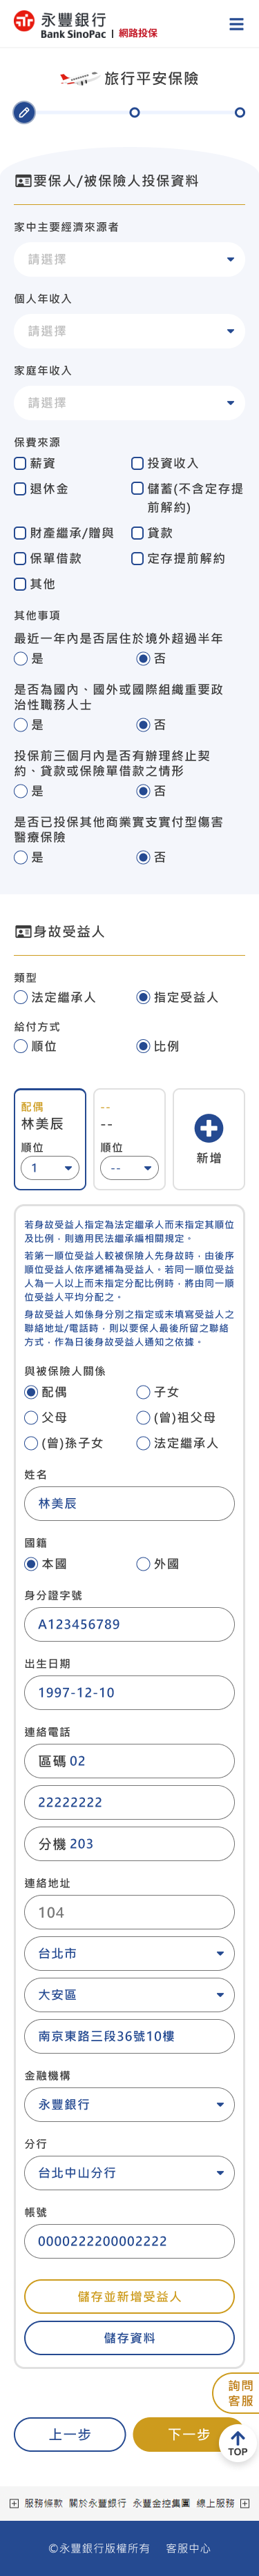 永豐銀行
Bank SinoPac | 網路投保
旅行平安保險
要保人/被保險人投保資料
家中主要經濟來源者
請選擇
個人年收入
請選擇
家庭年收入
請選擇
保費來源
薪資
投資收入
退休金
儲蓄(不含定存提
前解約)
財產繼承/贈與
貸款
保單借款
定存提前解約
其他
其他事項
最近一年內是否居住於境外超過半年
是
否
是否為國內、國外或國際組織重要政
治性職務人士
是
否
投保前三個月內是否有辦理終止契
約、貸款或保險單借款之情形
是
否
是否已投保其他商業實支實付型傷害
醫療保險
是
否
身故受益人
類型
法定繼承人
指定受益人
給付方式
順位
比例
配偶
林美辰
順位
1
--
--
順位
--
新增
若身故受益人指定為法定繼承人而未指定其順位
及比例，則適用民法繼承編相關規定。
若第一順位受益人較被保險人先身故時，由後序
順位受益人依序遞補為受益人。若同一順位受益
人為一人以上而未指定分配比例時，將由同一順
位受益人平均分配之。
身故受益人如係身分別之指定或未填寫受益人之
聯絡地址/電話時，則以要保人最後所留之聯絡
方式，作為日後身故受益人通知之依據。
與被保險人關係
配偶
子女
父母
(曾)祖父母
(曾)孫子女
法定繼承人
姓名
林美辰
國籍
本國
外國
身分證字號
A123456789
出生日期
1997-12-10
連絡電話
區碼 02
22222222
分機 203
連絡地址
104
台北市
大安區
南京東路三段36號10樓
金融機構
永豐銀行
分行
台北中山分行
帳號
0000222200002222
儲存並新增受益人
儲存資料
詢問
客服
上一步
下一步
TOP
服務條款 關於永豐銀行 永豐金控集團 線上服務
©永豐銀行版權所有 客服中心